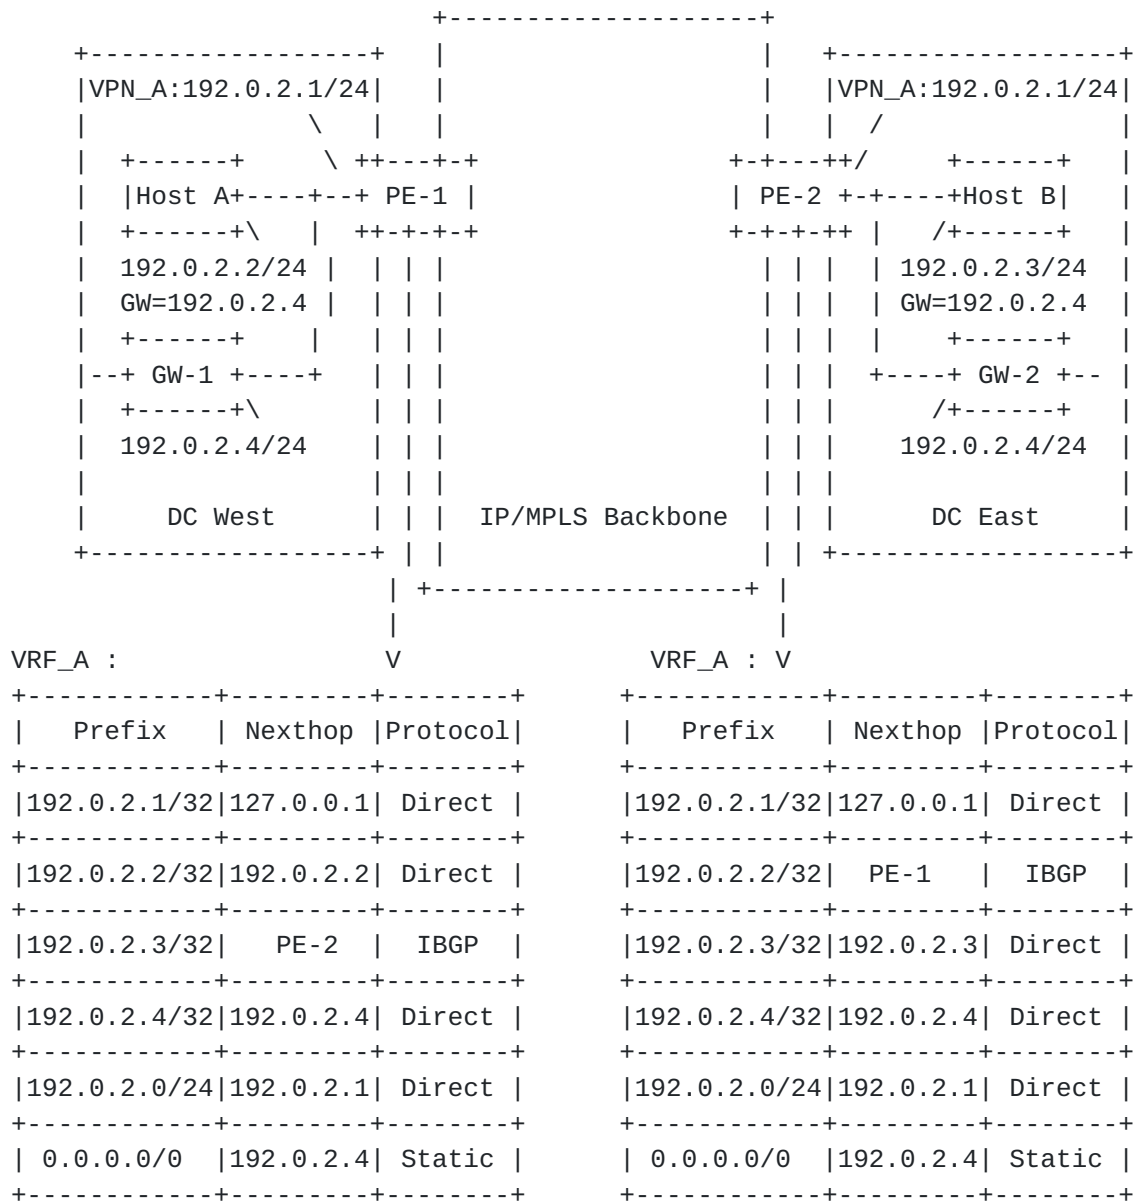 +--------------------+
+------------------+ | | +------------------+
|VPN_A:192.0.2.1/24| | | |VPN_A:192.0.2.1/24|
| \ | | | | / |
| +------+ \ ++---+-+ +-+---++/ +------+ |
| |Host A+----+--+ PE-1 | | PE-2 +-+----+Host B| |
| +------+\ | ++-+-+-+ +-+-+-++ | /+------+ |
| 192.0.2.2/24 | | | | | | | | 192.0.2.3/24 |
| GW=192.0.2.4 | | | | | | | | GW=192.0.2.4 |
| +------+ | | | | | | | | +------+ |
|--+ GW-1 +----+ | | | | | | +----+ GW-2 +-- |
| +------+\ | | | | | | /+------+ |
| 192.0.2.4/24 | | | | | | 192.0.2.4/24 |
| | | | | | | |
| DC West | | | IP/MPLS Backbone | | | DC East |
+------------------+ | | | | +------------------+
| +--------------------+ |
| |
VRF_A : V VRF_A : V
+------------+---------+--------+ +------------+---------+--------+
| Prefix | Nexthop |Protocol| | Prefix | Nexthop |Protocol|
+------------+---------+--------+ +------------+---------+--------+
|192.0.2.1/32|127.0.0.1| Direct | |192.0.2.1/32|127.0.0.1| Direct |
+------------+---------+--------+ +------------+---------+--------+
|192.0.2.2/32|192.0.2.2| Direct | |192.0.2.2/32| PE-1 | IBGP |
+------------+---------+--------+ +------------+---------+--------+
|192.0.2.3/32| PE-2 | IBGP | |192.0.2.3/32|192.0.2.3| Direct |
+------------+---------+--------+ +------------+---------+--------+
|192.0.2.4/32|192.0.2.4| Direct | |192.0.2.4/32|192.0.2.4| Direct |
+------------+---------+--------+ +------------+---------+--------+
|192.0.2.0/24|192.0.2.1| Direct | |192.0.2.0/24|192.0.2.1| Direct |
+------------+---------+--------+ +------------+---------+--------+
| 0.0.0.0/0 |192.0.2.4| Static | | 0.0.0.0/0 |192.0.2.4| Static |
+------------+---------+--------+ +------------+---------+--------+